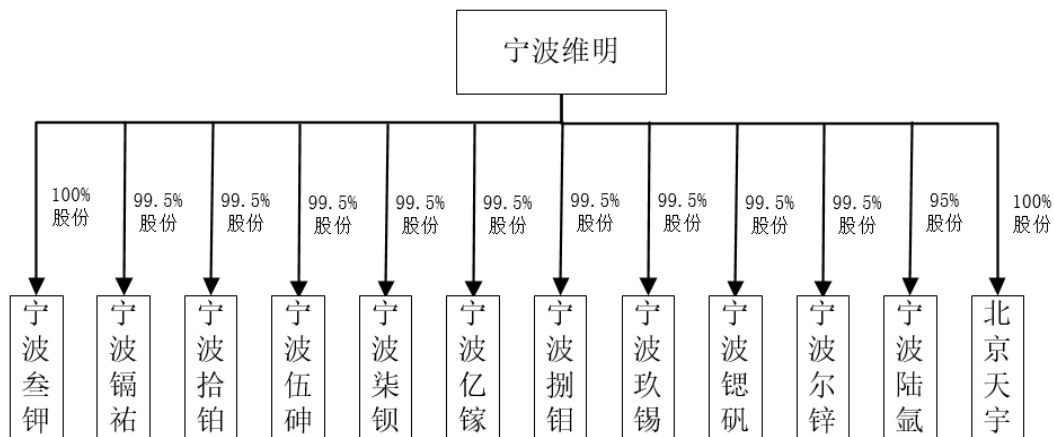 宁波维明
100%
股份
99.5%
股份
99.5%
股份
99.5%
股份
99.5%
股份
99.5%
股份
99.5%
股份
99.5%
股份
99.5%
股份
99.5%
股份
95%
股份
100%
股份
宁波叁钾
宁波镉祐
宁波拾铂
宁波伍砷
宁波柒钡
宁波亿镓
宁波捌钼
宁波玖锡
宁波锶矾
宁波尔锌
宁波陆氩
北京天宇